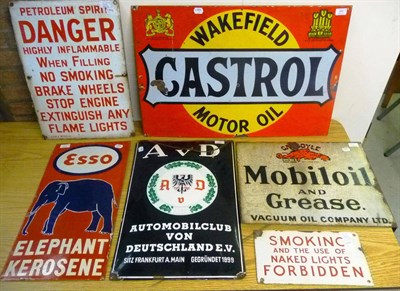 PETROLEUM SPIRIT
DANGER
HIGHLY INFLAMMABLE
WHEN FILLING
NO SMOKING
BRAKE WHEELS
STOP ENGINE
EXTINGUISH ANY
FLAME LIGHTS
WAKEFIELD
CASTROL
MOTOR OIL
Esso
ELEPHANT
KEROSENE
AvD
A D
v
AUTOMOBILCLUB
VON
DEUTSCHLAND E.V.
SITZ FRANKFURT A.MAIN GEGRÜNDET 1899
GARGOYLE
Mobiloil
AND
Grease.
VACUUM OIL COMPANY LTD.
SMOKING
AND THE USE OF
NAKED LIGHTS
FORBIDDEN